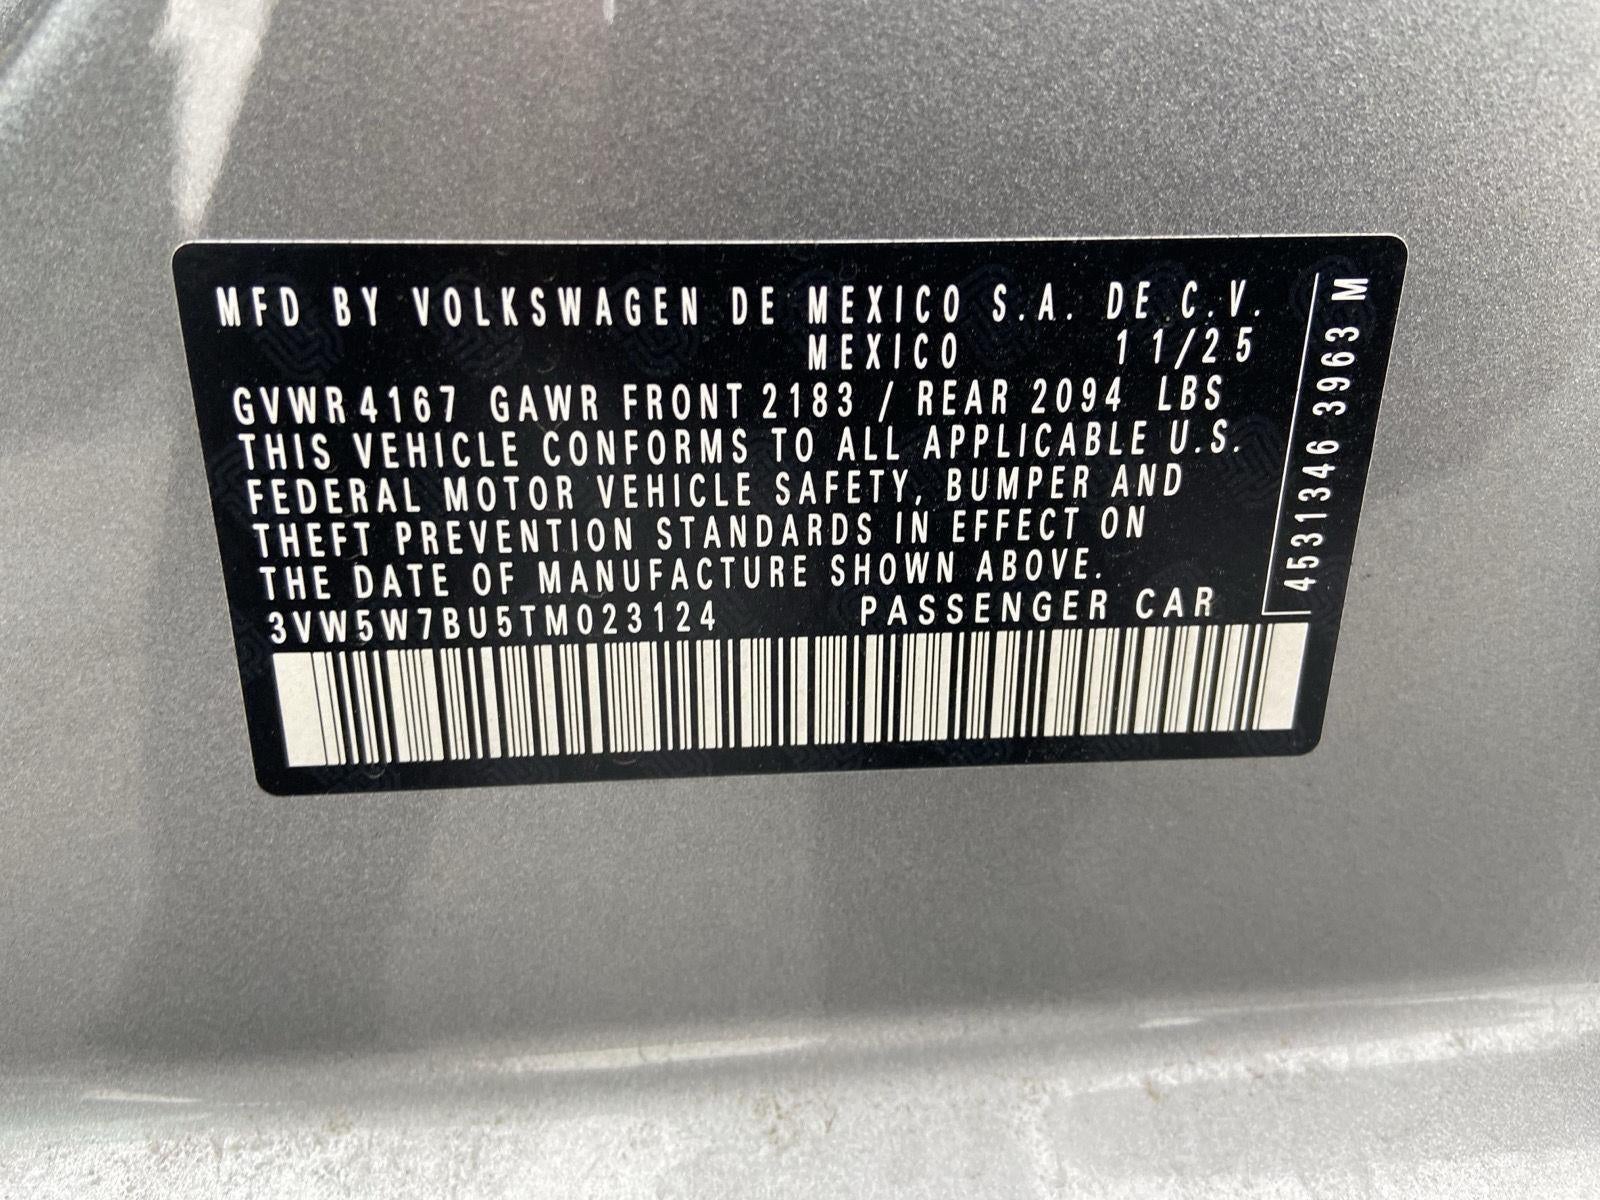 MFD BY VOLKSWAGEN DE MEXICO S.A. DE C.V.
MEXICO 11/25
GVWR 4167 GAWR FRONT 2183 / REAR 2094 LBS
THIS VEHICLE CONFORMS TO ALL APPLICABLE U.S.
FEDERAL MOTOR VEHICLE SAFETY, BUMPER AND
THEFT PREVENTION STANDARDS IN EFFECT ON
THE DATE OF MANUFACTURE SHOWN ABOVE.
3VW5W7BU5TM023124 PASSENGER CAR
4531346 3963 M